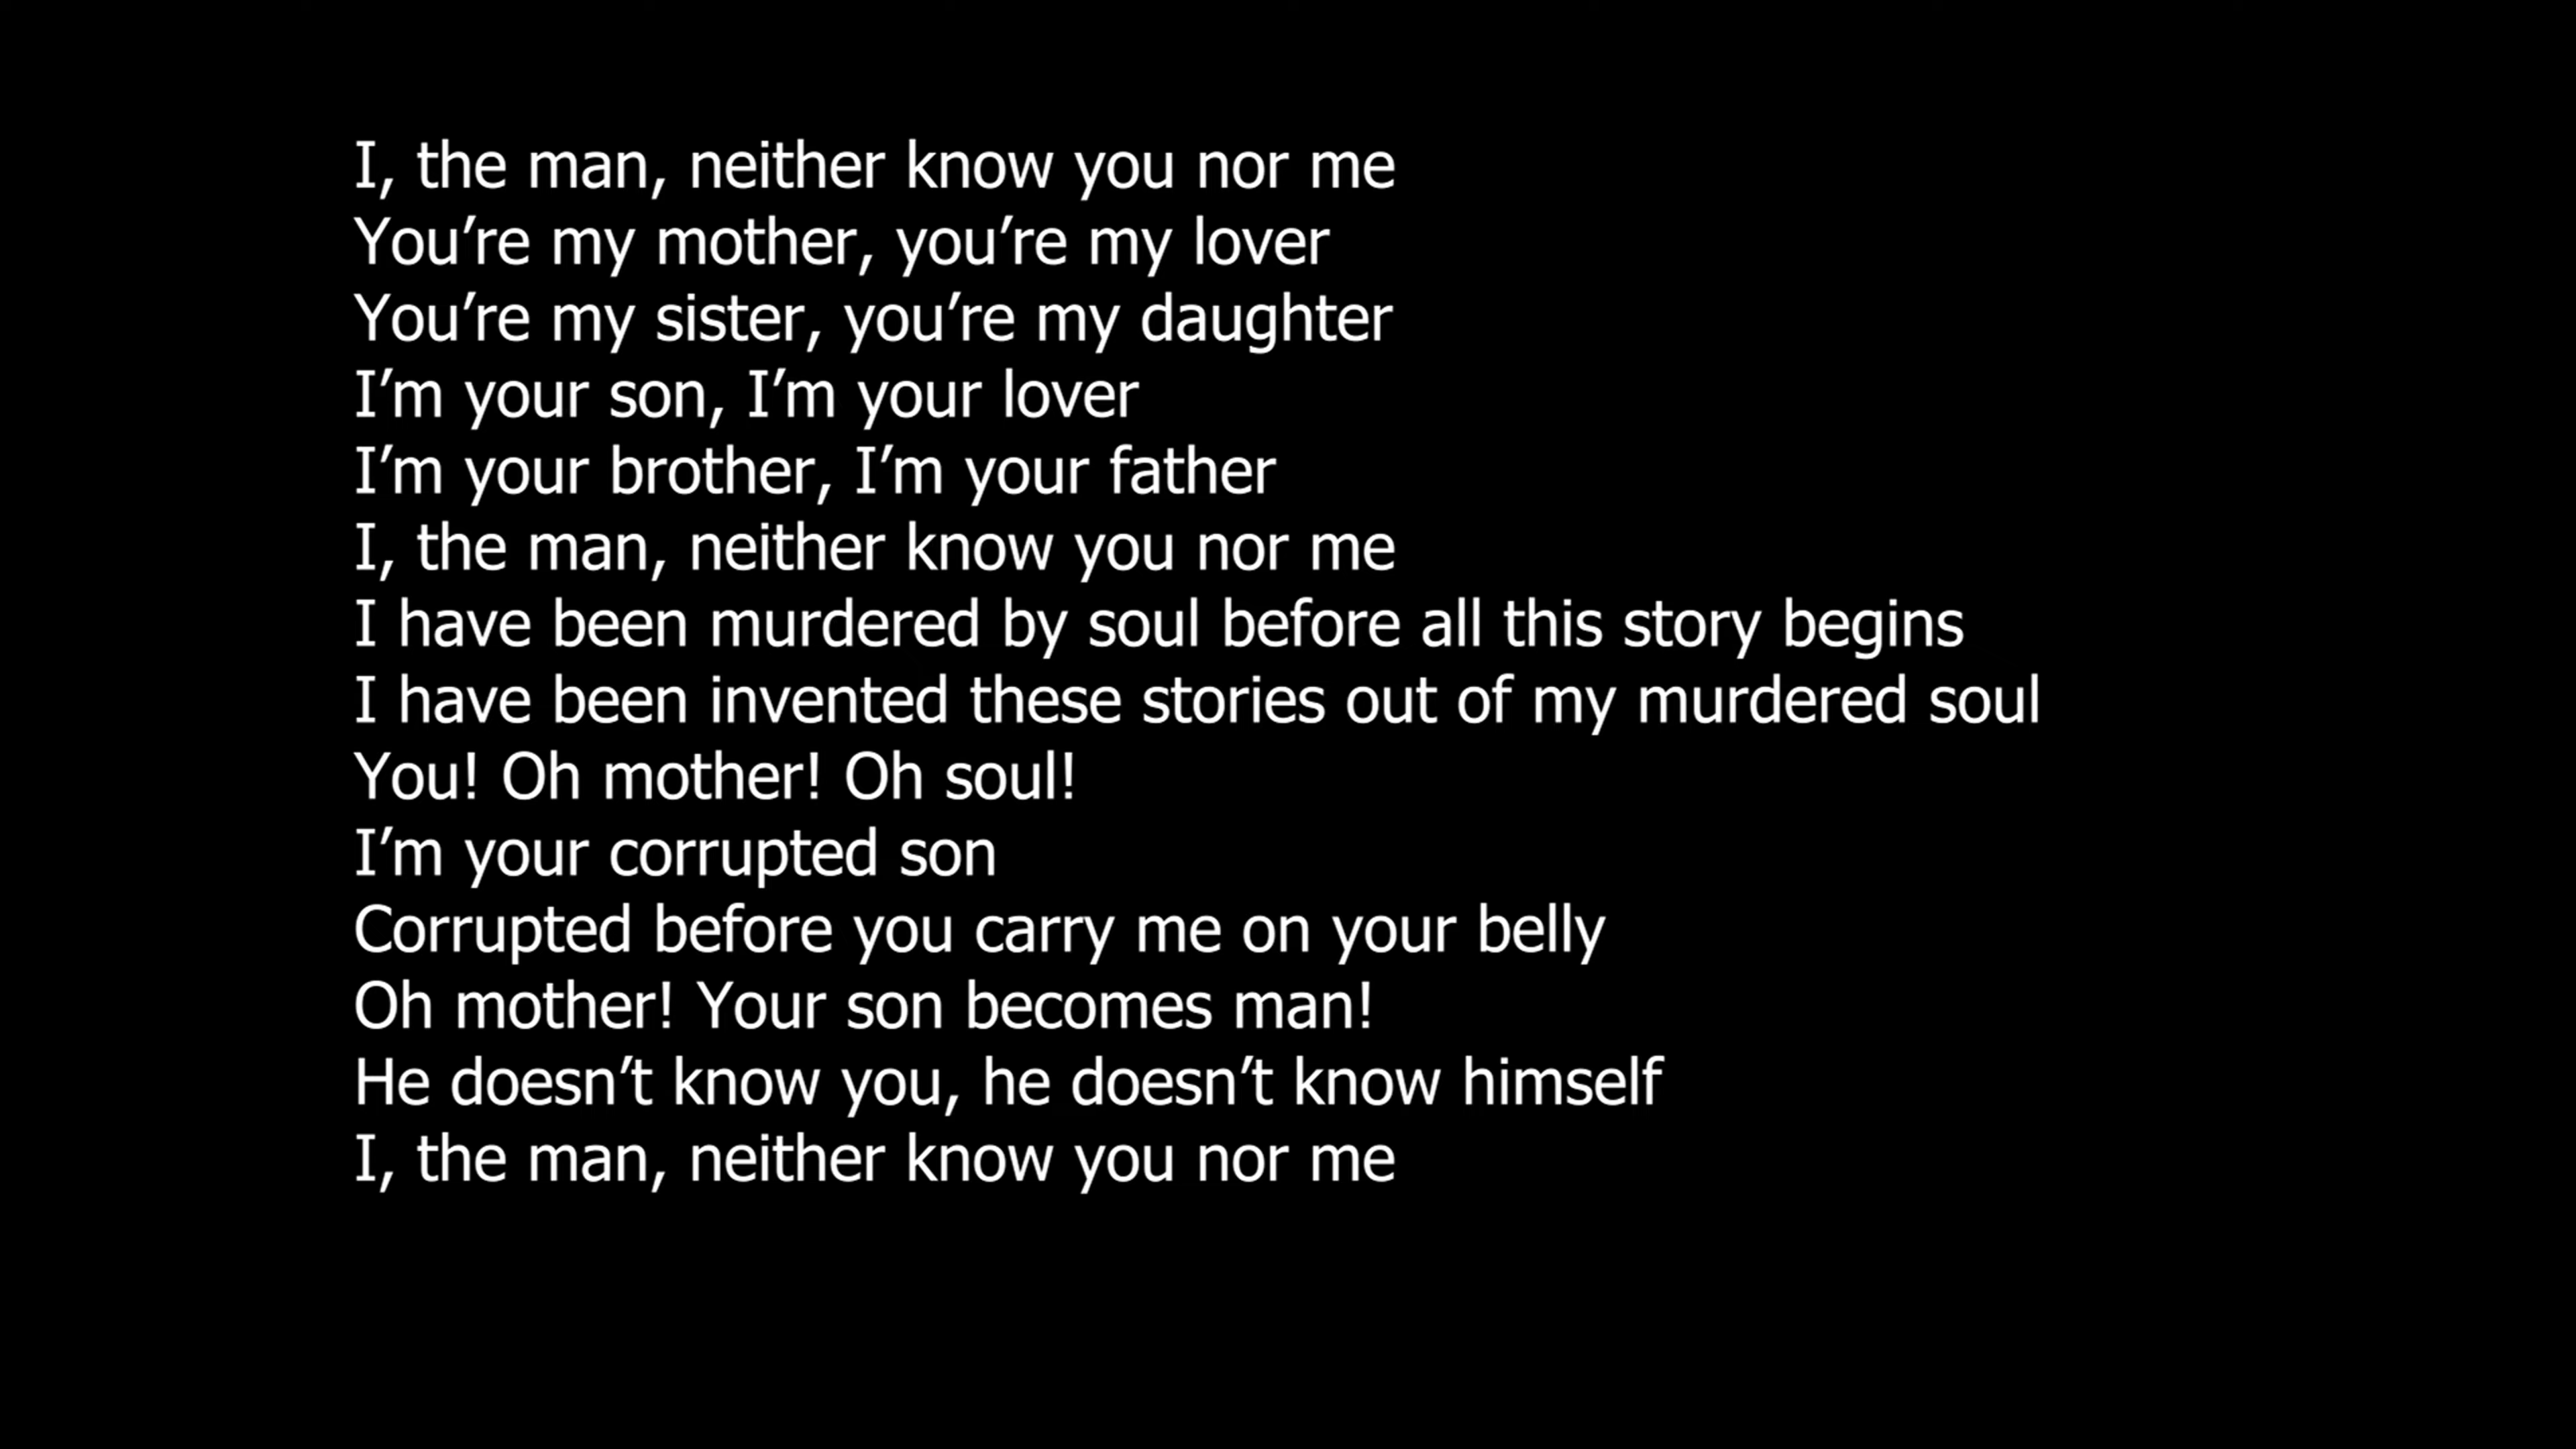 I, the man, neither know you nor me
You’re my mother, you’re my lover
You’re my sister, you’re my daughter
I’m your son, I’m your lover
I’m your brother, I’m your father
I, the man, neither know you nor me
I have been murdered by soul before all this story begins
I have been invented these stories out of my murdered soul
You! Oh mother! Oh soul!
I’m your corrupted son
Corrupted before you carry me on your belly
Oh mother! Your son becomes man!
He doesn’t know you, he doesn’t know himself
I, the man, neither know you nor me